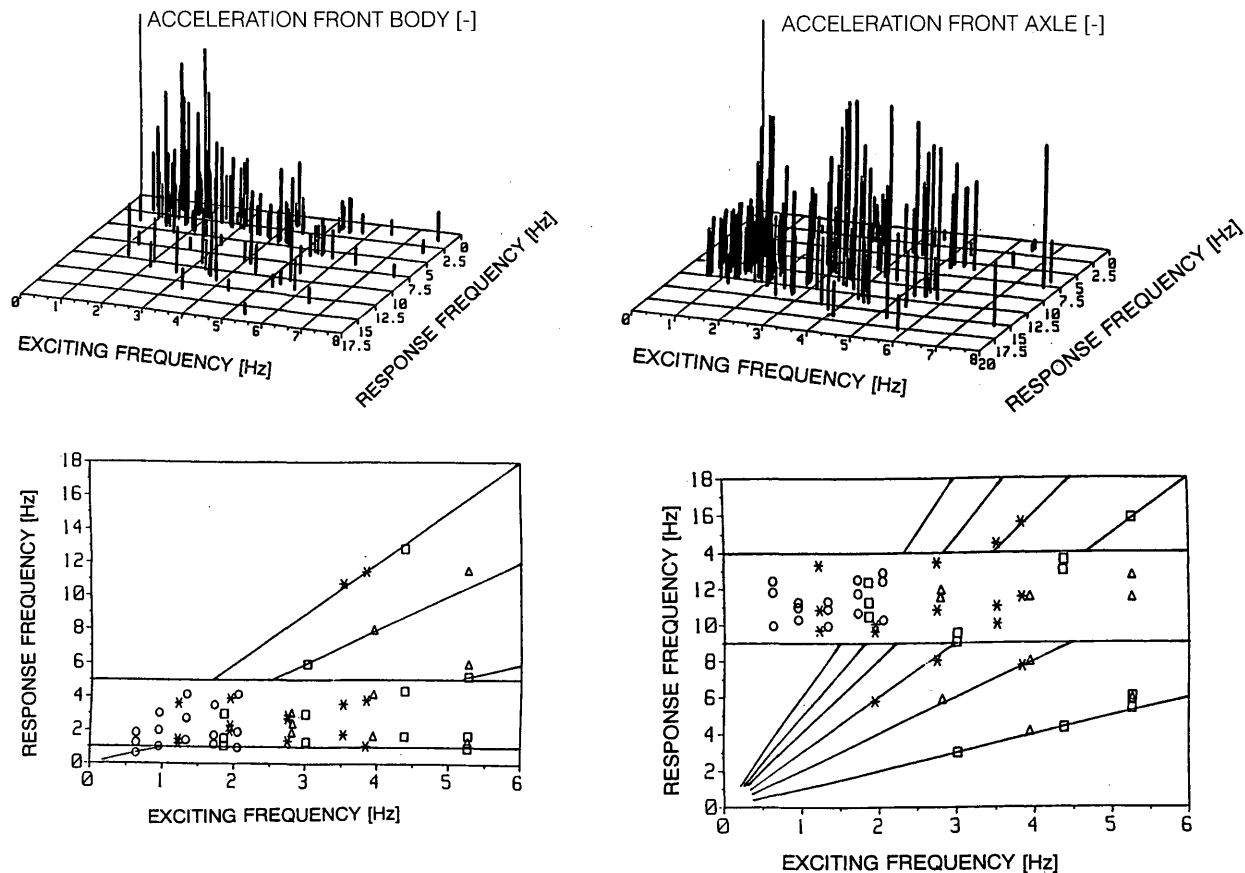 ACCELERATION FRONT BODY [-]
0 1 2 3 4 5 6 7 8
0 2.5 5 7.5 10 12.5 15 17.5
EXCITING FREQUENCY [Hz]
RESPONSE FREQUENCY [Hz]
ACCELERATION FRONT AXLE [-]
0 1 2 3 4 5 6 7 8
0 2.5 5 7.5 10 12.5 15 17.5 20
EXCITING FREQUENCY [Hz]
RESPONSE FREQUENCY [Hz]
RESPONSE FREQUENCY [Hz]
18
16
14
12
10
8
6
4
2
0
0 1 2 3 4 5 6
EXCITING FREQUENCY [Hz]
RESPONSE FREQUENCY [Hz]
18
16
4
12
10
8
6
4
2
0
0 1 2 3 4 5 6
EXCITING FREQUENCY [Hz]